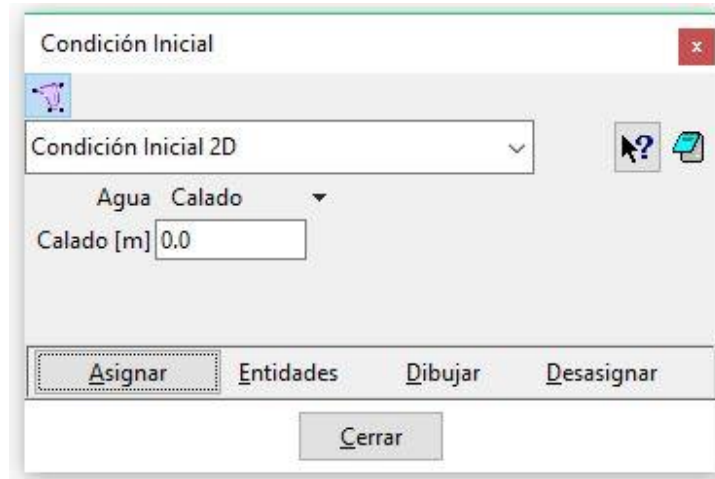 Condición Inicial
x
Condición Inicial 2D
?
Agua Calado
Calado [m] 0.0
Asignar Entidades Dibujar Desasignar
Cerrar